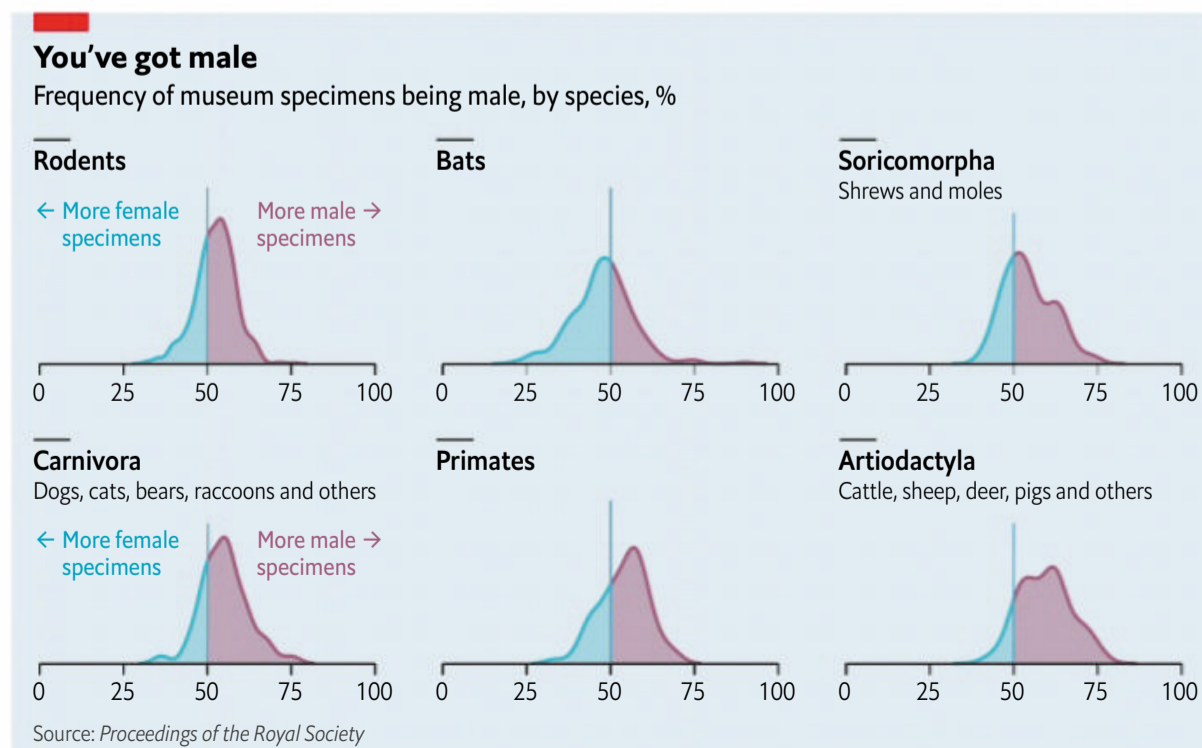 You’ve got male
Frequency of museum specimens being male, by species, %
Rodents
← More female
specimens
More male →
specimens
0 25 50 75 100
Bats
0 25 50 75 100
Soricomorpha
Shrews and moles
0 25 50 75 100
Carnivora
Dogs, cats, bears, raccoons and others
← More female
specimens
More male →
specimens
0 25 50 75 100
Primates
0 25 50 75 100
Artiodactyla
Cattle, sheep, deer, pigs and others
0 25 50 75 100
Source: Proceedings of the Royal Society